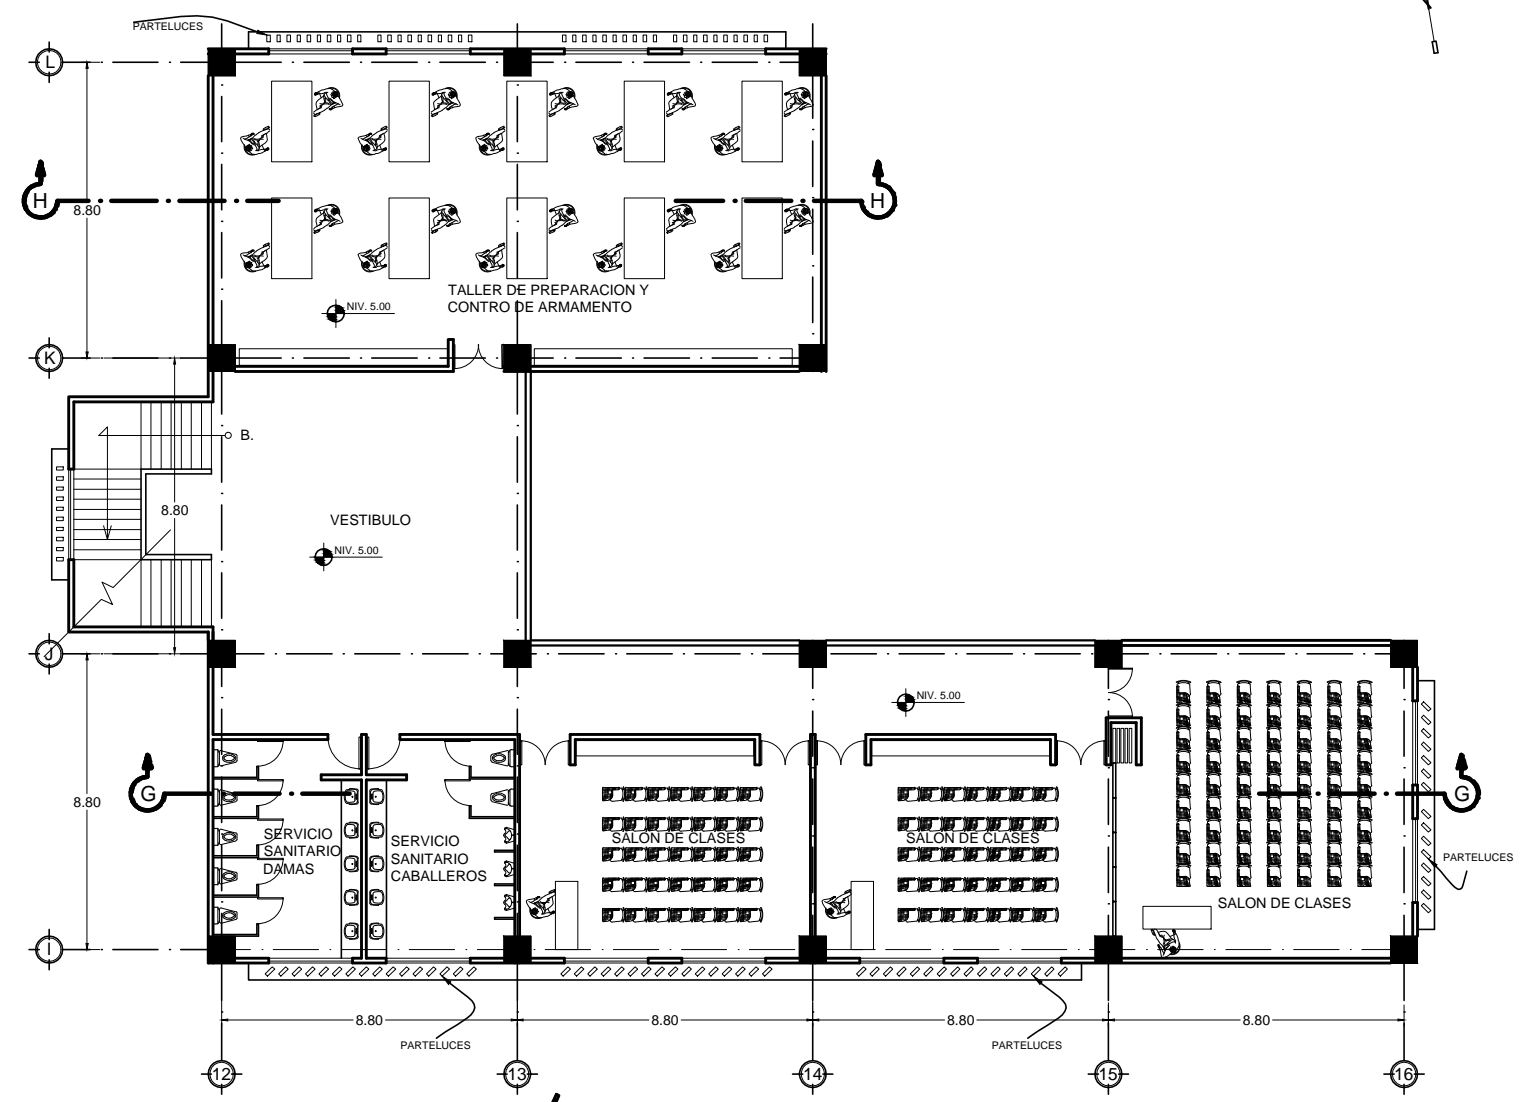 PARTELUCES
L
H
H
8.80
TALLER DE PREPARACION Y
CONTRO DE ARMAMENTO
NIV. 5.00
K
B.
8.80
VESTIBULO
NIV. 5.00
J
NIV. 5.00
G
G
8.80
SERVICIO
SANITARIO
DAMAS
SERVICIO
SANITARIO
CABALLEROS
SALON DE CLASES
SALON DE CLASES
PARTELUCES
SALON DE CLASES
I
8.80
8.80
8.80
8.80
PARTELUCES
PARTELUCES
12
13
14
15
16